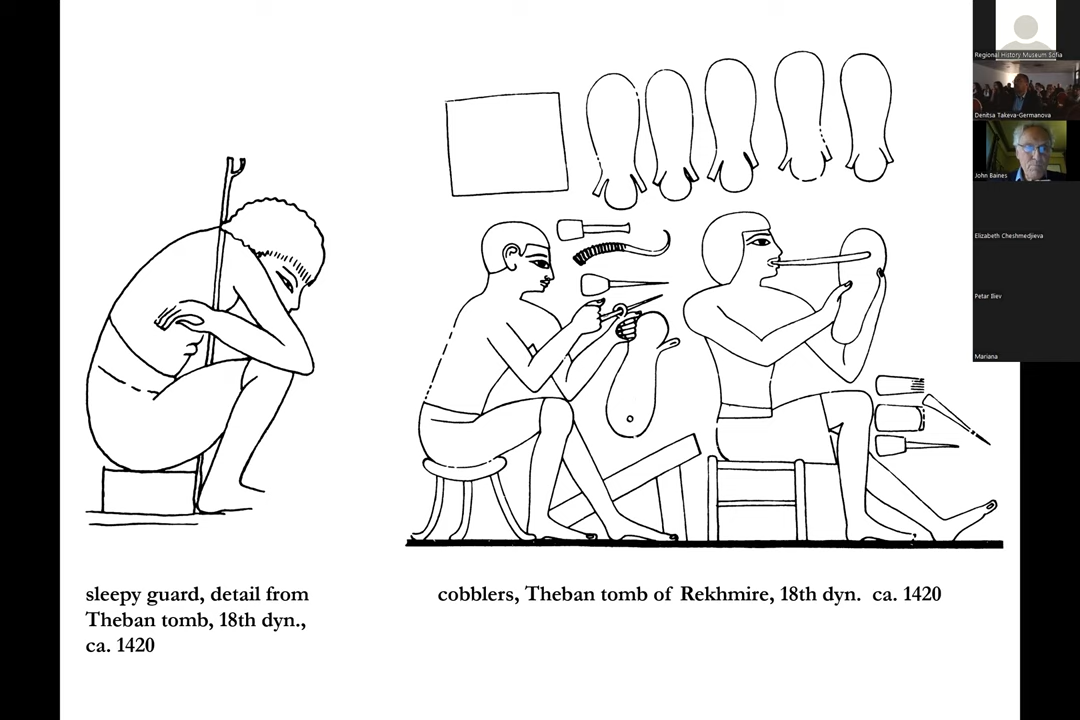 sleepy guard, detail from
Theban tomb, 18th dyn.,
ca. 1420
cobblers, Theban tomb of Rekhmire, 18th dyn. ca. 1420
Regional History Museum Sofia
Denitsa Takeva-Germanova
John Baines
Elizabeth Cheshmedjieva
Petar Iliev
Mariana